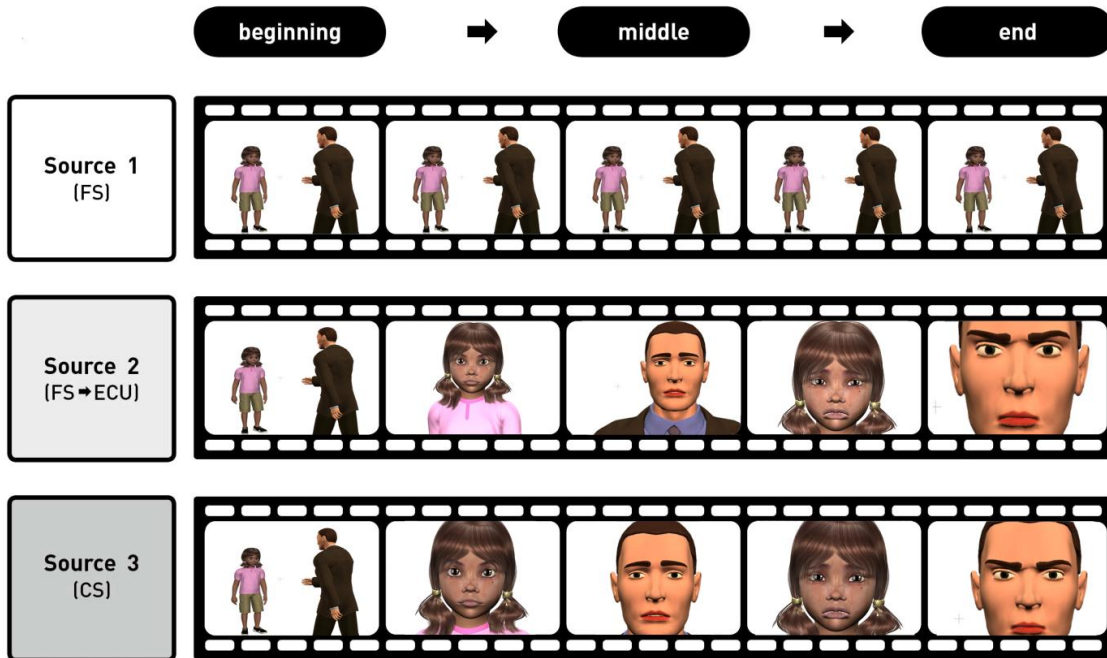 beginning
middle
end
Source 1
(FS)
Source 2
(FS➡ECU)
Source 3
(CS)